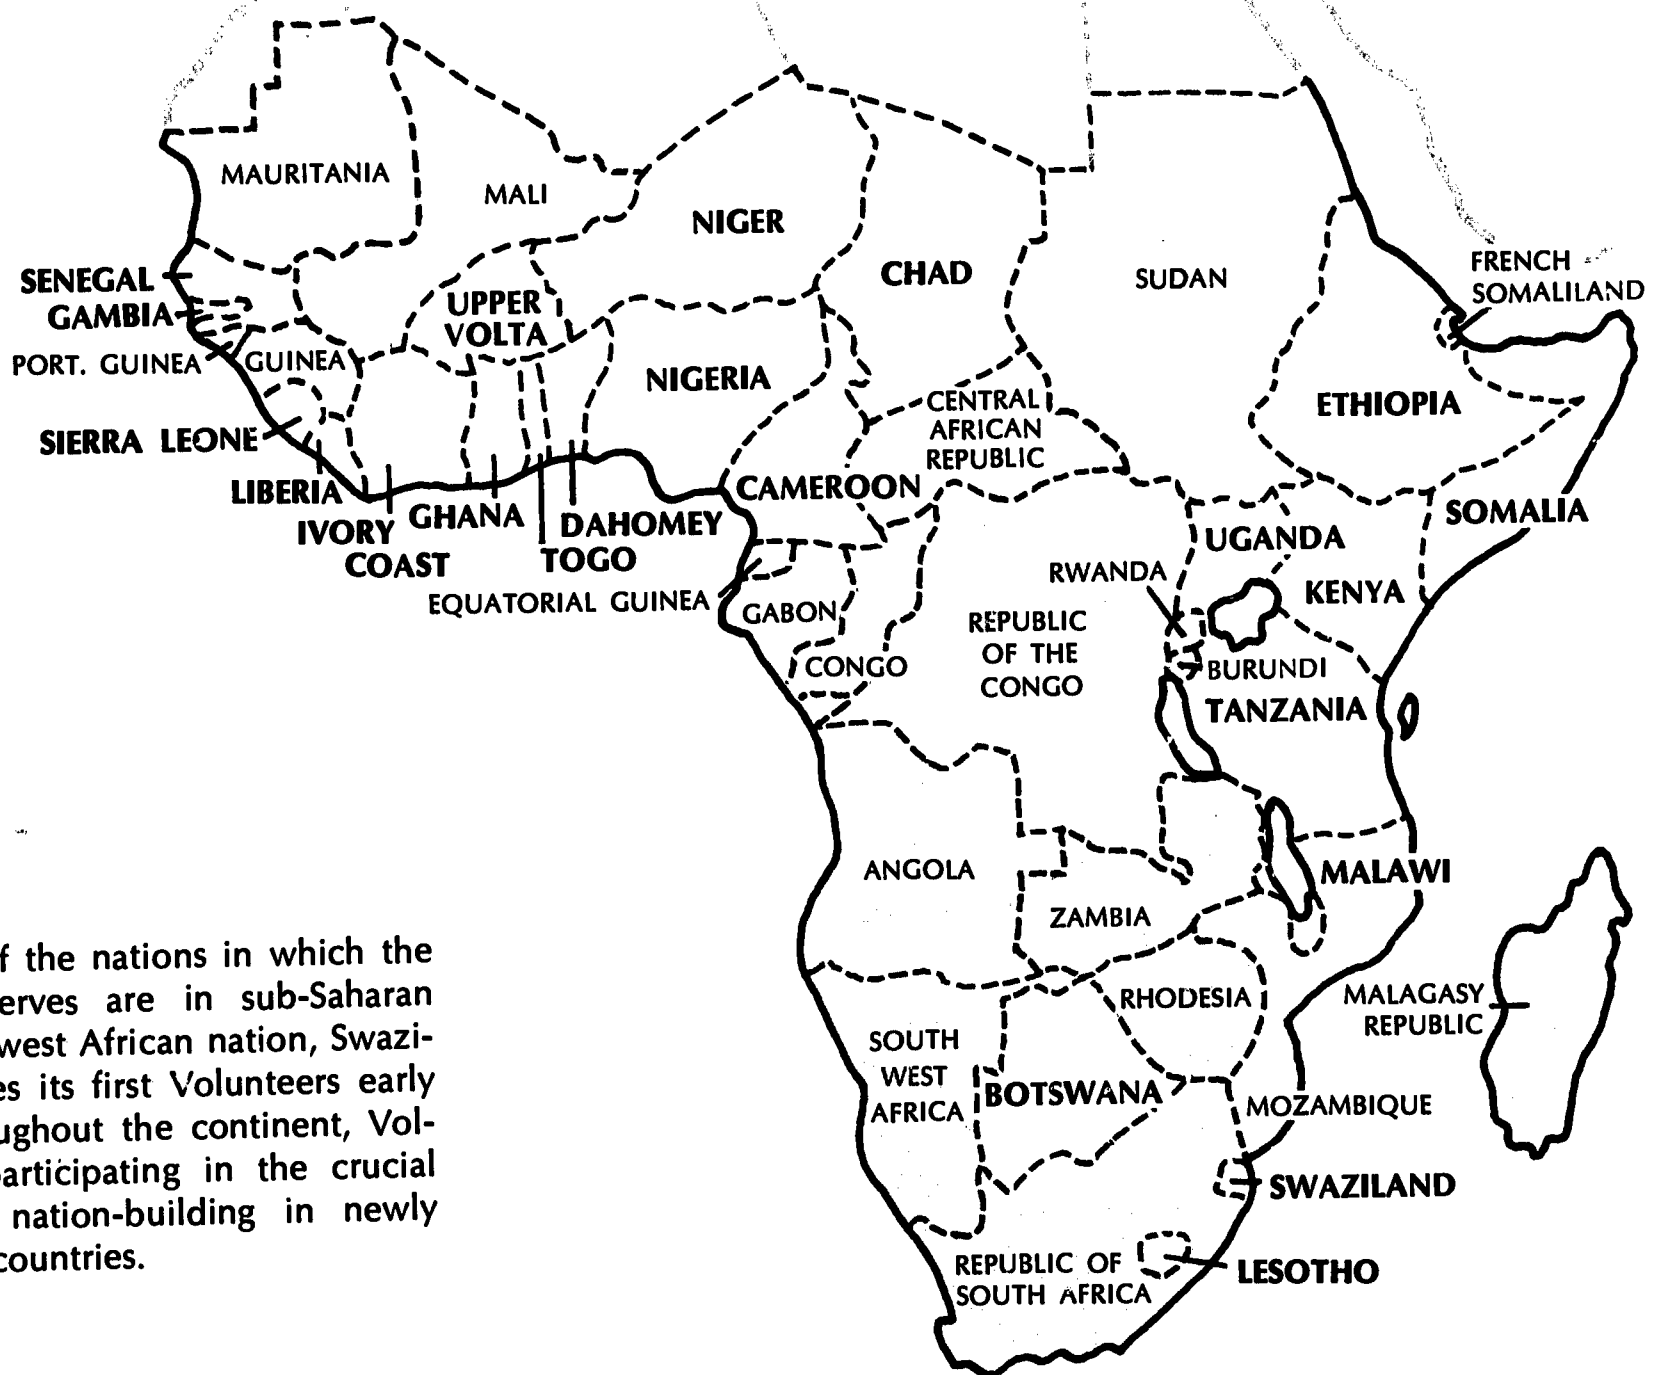 MAURITANIA
MALI
NIGER
CHAD
SUDAN
FRENCH
SOMALILAND
SENEGAL
GAMBIA
PORT. GUINEA
GUINEA
UPPER
VOLTA
NIGERIA
ETHIOPIA
CENTRAL
AFRICAN
REPUBLIC
SIERRA LEONE
LIBERIA
IVORY
COAST
GHANA
TOGO
DAHOMEY
CAMEROON
SOMALIA
UGANDA
KENYA
RWANDA
EQUATORIAL GUINEA
GABON
CONGO
REPUBLIC
OF THE
CONGO
BURUNDI
TANZANIA
ANGOLA
ZAMBIA
MALAWI
RHODESIA
MALAGASY
REPUBLIC
SOUTH
WEST
AFRICA
BOTSWANA
MOZAMBIQUE
SWAZILAND
LESOTHO
REPUBLIC OF
SOUTH AFRICA
f the nations in which the
erves are in sub-Saharan
west African nation, Swazi-
es its first Volunteers early
ughout the continent, Vol-
articipating in the crucial
nation-building in newly
countries.